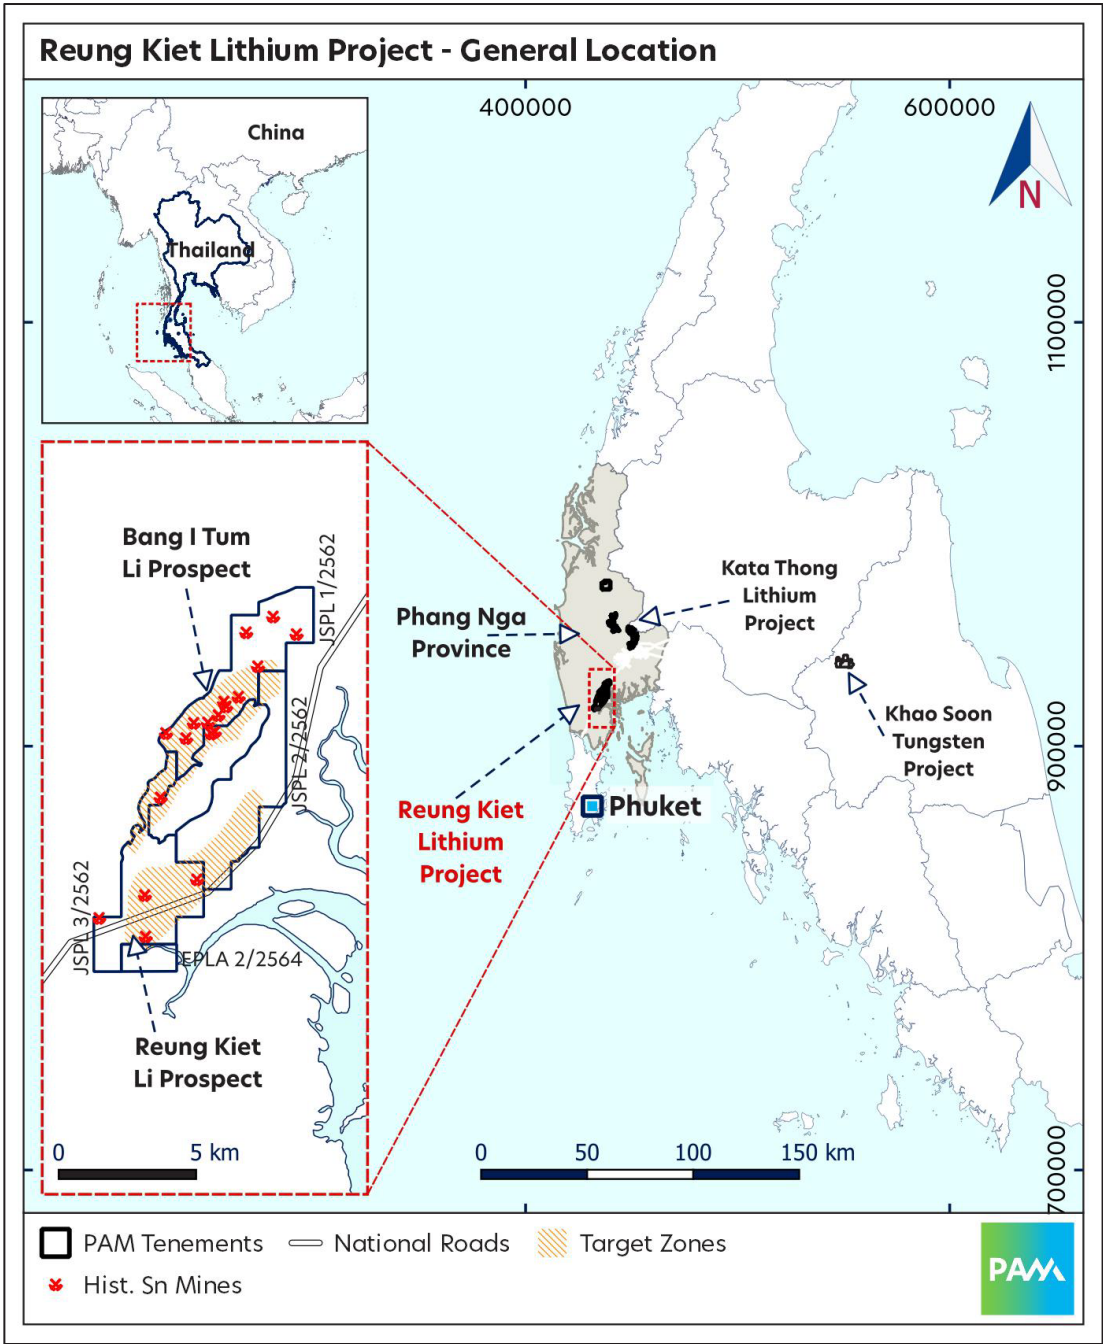 Reung Kiet Lithium Project - General Location
400000
600000
China
Thailand
N
1100000
Bang I Tum
Li Prospect
JSPL 1/2562
Kata Thong
Lithium
Project
Phang Nga
Province
JSPL 2/2562
Khao Soon
Tungsten
Project
900000
Reung Kiet
Lithium
Project
Phuket
JSPL 3/2562
EPLA 2/2564
Reung Kiet
Li Prospect
0 5 km
0 50 100 150 km
700000
PAM Tenements
National Roads
Target Zones
Hist. Sn Mines
PAM